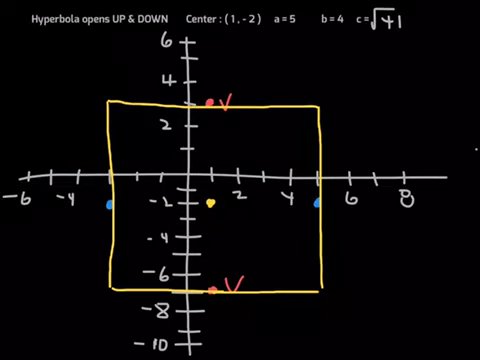 Hyperbola opens UP & DOWN Center : (1, -2) a = 5 b = 4 c = √41
6
4
V
2
-6 -4 2 4 6 8
-2
-4
-6
V
-8
-10